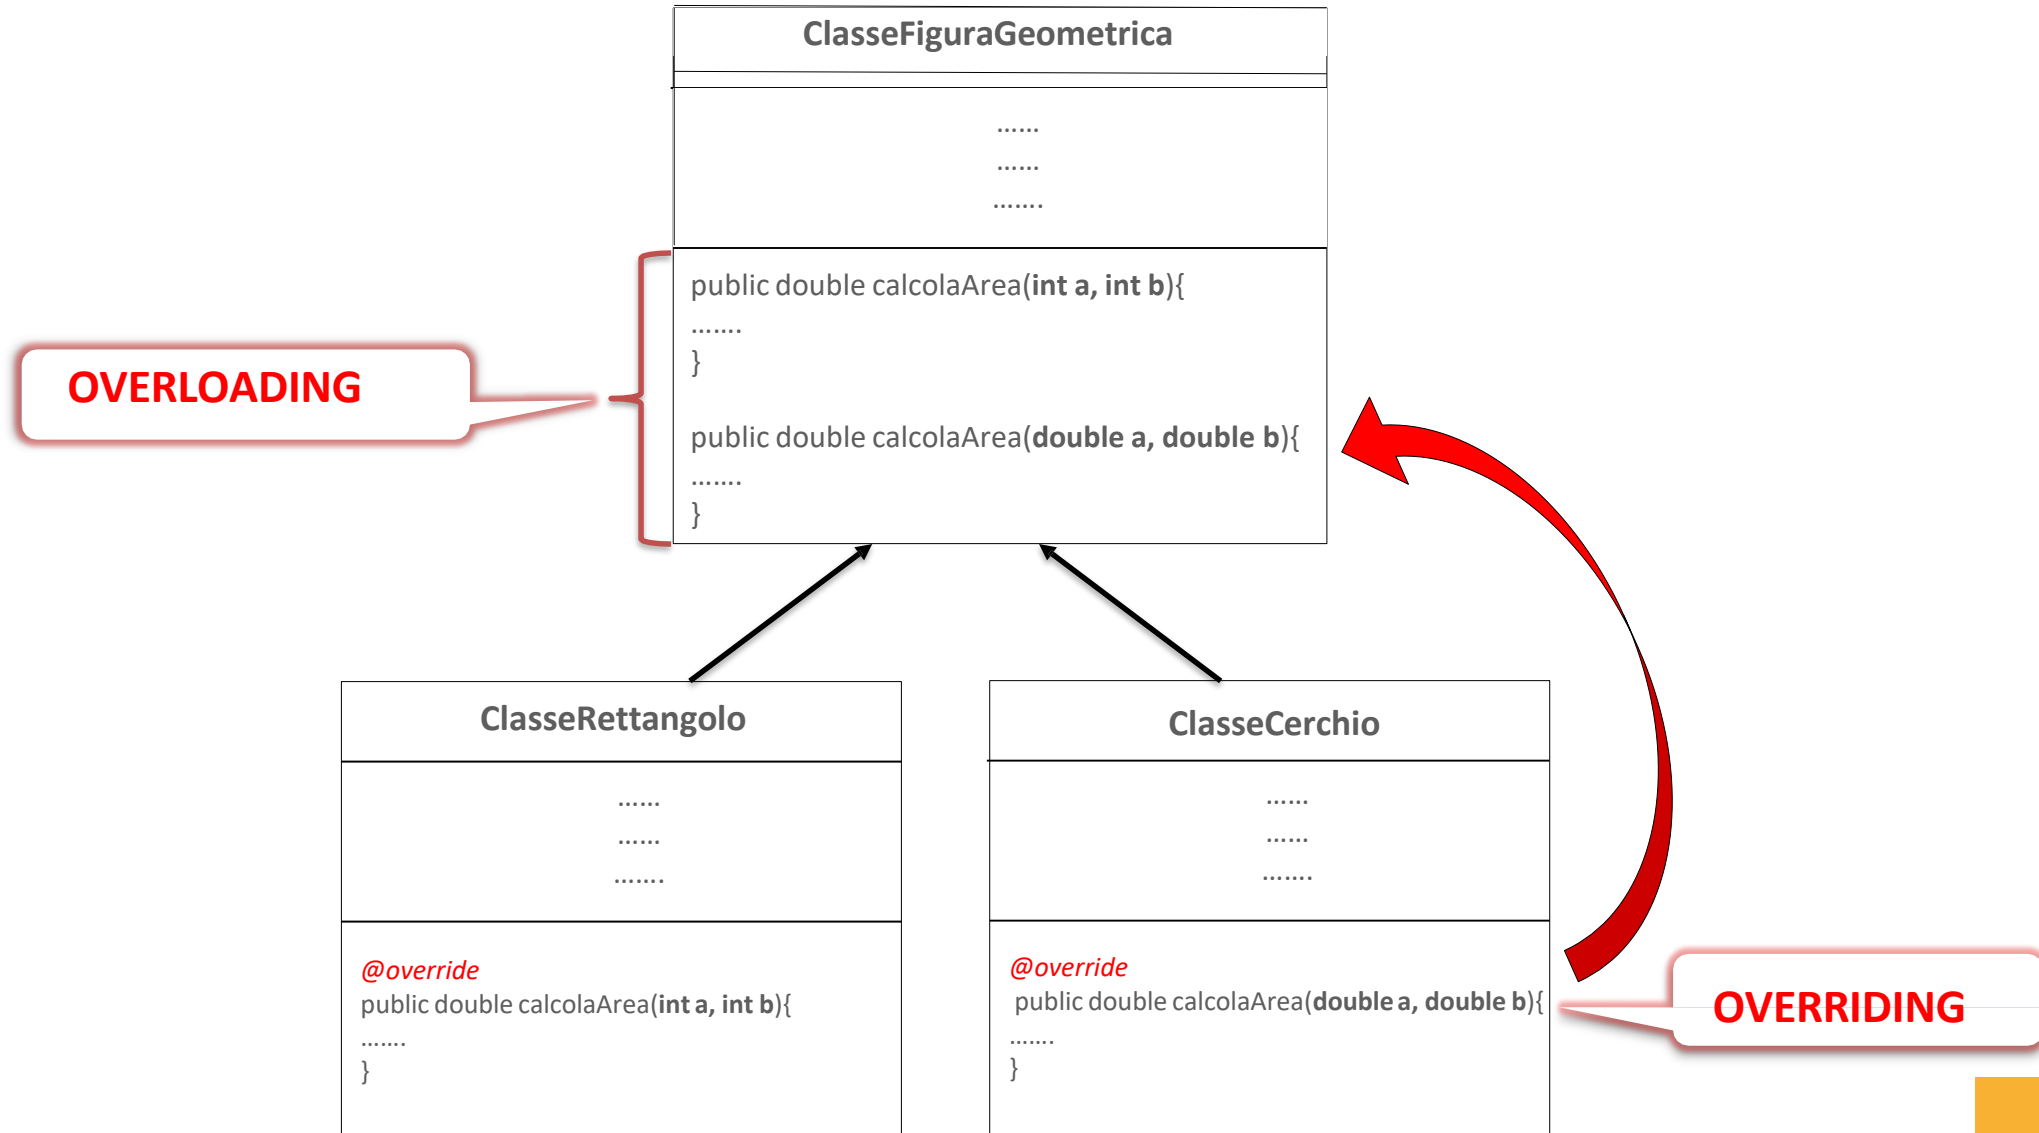 ClasseFiguraGeometrica
……
……
…….
public double calcolaArea(int a, int b){
…….
}
public double calcolaArea(double a, double b){
…….
}
OVERLOADING
ClasseRettangolo
……
……
…….
@override
public double calcolaArea(int a, int b){
…….
}
ClasseCerchio
……
……
…….
@override
public double calcolaArea(double a, double b){
…….
}
OVERRIDING